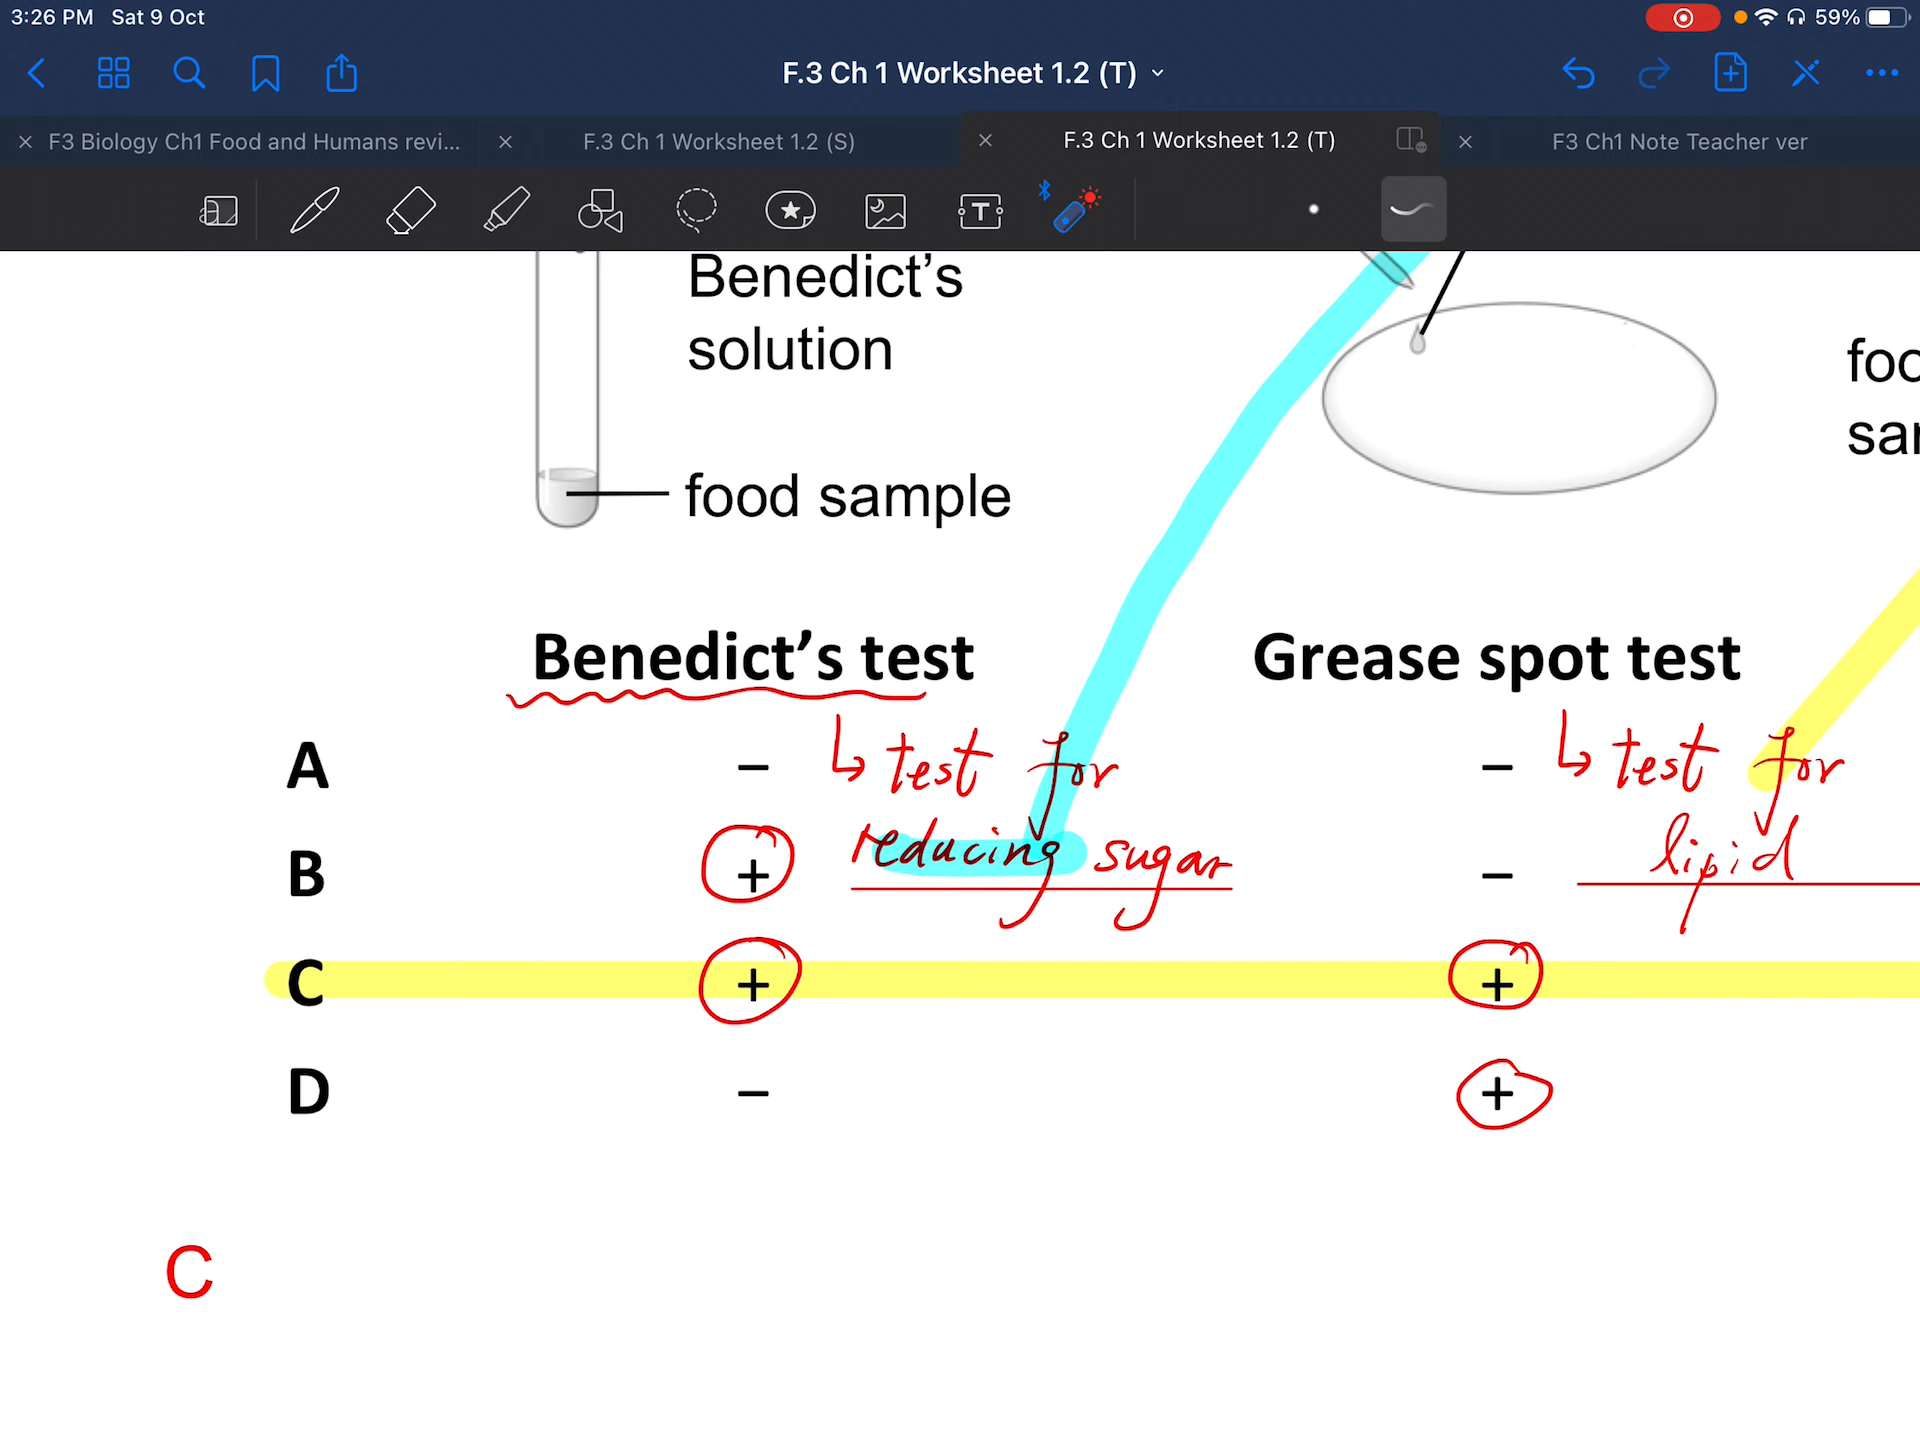 3:26 PM Sat 9 Oct
59%
F.3 Ch 1 Worksheet 1.2 (T)
F3 Biology Ch1 Food and Humans revi...
F.3 Ch 1 Worksheet 1.2 (S)
F.3 Ch 1 Worksheet 1.2 (T)
F3 Ch1 Note Teacher ver
Benedict's
solution
food sample
foo
sar
Benedict's test Grease spot test
A – ↳ test for – ↳ test for
B + reducing sugar – lipid
C + +
D – +
C